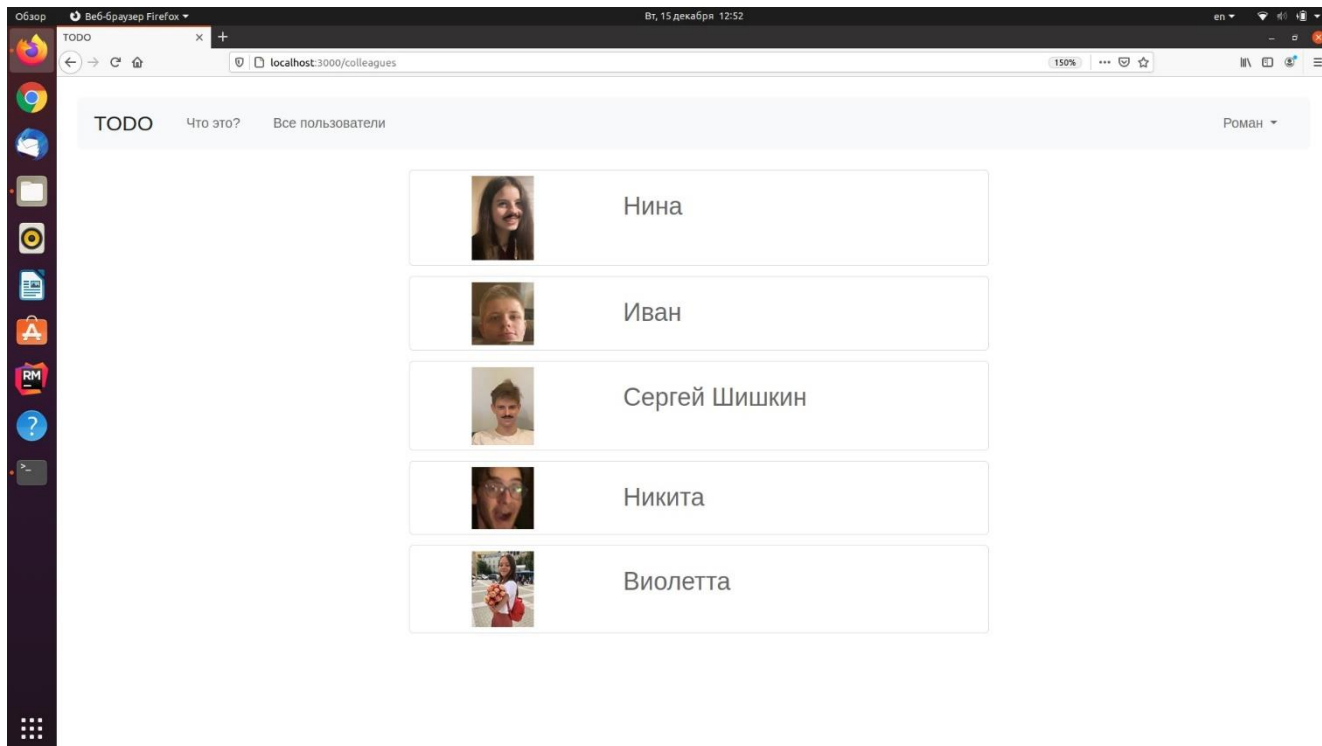 Обзор Веб-браузер Firefox Вт, 15 декабря 12:52 en
TODO
localhost:3000/colleagues 150%
TODO Что это? Все пользователи Роман
Нина
Иван
RM
Сергей Шишкин
Никита
Виолетта